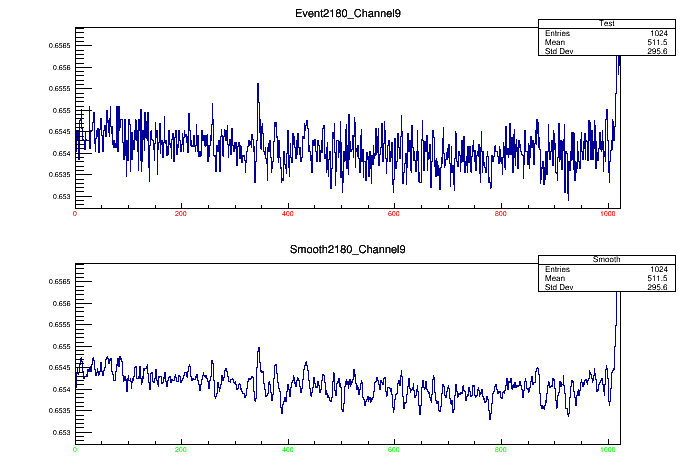 Event2180_Channel9
Test
Entries 1024
Mean 511.5
Std Dev 295.6
0.6565
0.656
0.6555
0.655
0.6545
0.654
0.6535
0.653
0 200 400 600 800 1000
Smooth2180_Channel9
Smooth
Entries 1024
Mean 511.5
Std Dev 295.6
0.6565
0.656
0.6555
0.655
0.6545
0.654
0.6535
0.653
0 200 400 600 800 1000